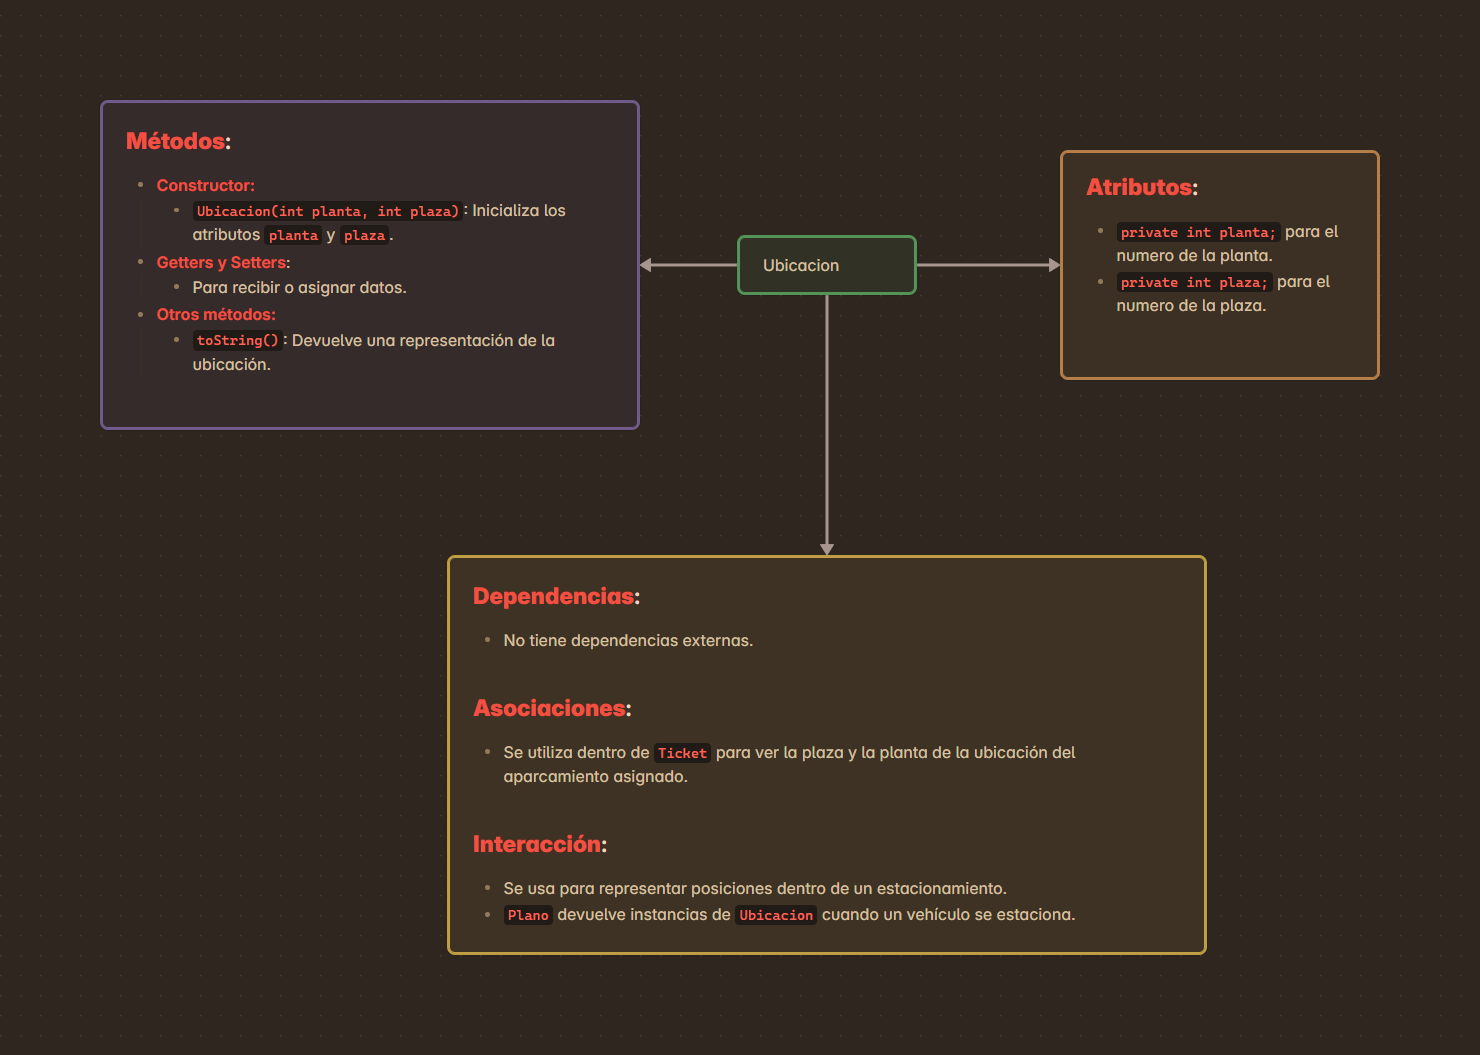 Métodos:
Constructor:
Ubicacion(int planta, int plaza): Inicializa los
atributos planta y plaza.
Getters y Setters:
Para recibir o asignar datos.
Otros métodos:
toString(): Devuelve una representación de la
ubicación.
Ubicacion
Atributos:
private int planta; para el
numero de la planta.
private int plaza; para el
numero de la plaza.
Dependencias:
No tiene dependencias externas.
Asociaciones:
Se utiliza dentro de Ticket para ver la plaza y la planta de la ubicación del
aparcamiento asignado.
Interacción:
Se usa para representar posiciones dentro de un estacionamiento.
Plano devuelve instancias de Ubicacion cuando un vehículo se estaciona.